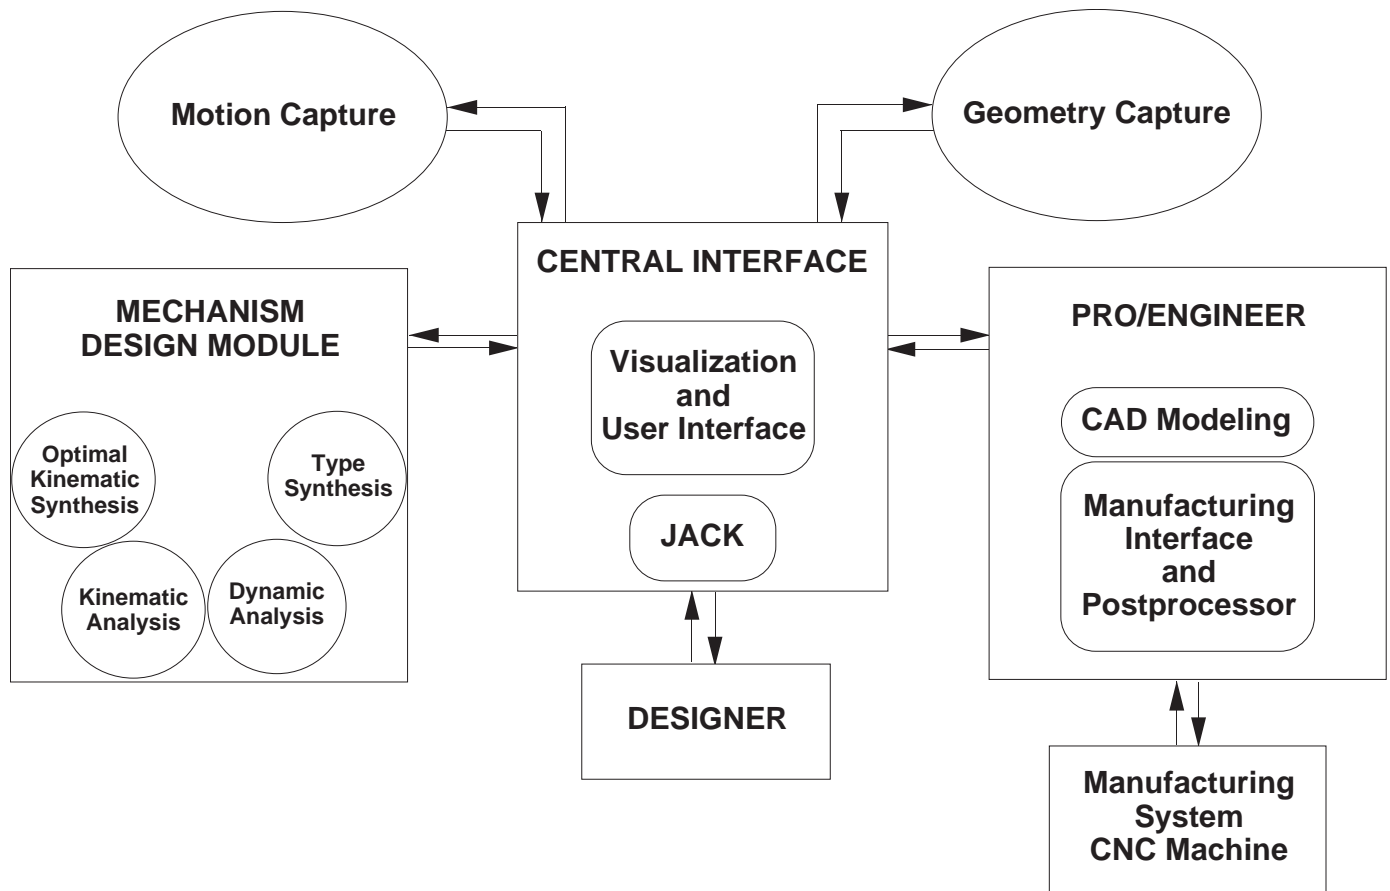 Motion Capture
Geometry Capture
CENTRAL INTERFACE
Visualization
and
User Interface
JACK
MECHANISM
DESIGN MODULE
Optimal
Kinematic
Synthesis
Type
Synthesis
Kinematic
Analysis
Dynamic
Analysis
PRO/ENGINEER
CAD Modeling
Manufacturing
Interface
and
Postprocessor
DESIGNER
Manufacturing
System
CNC Machine